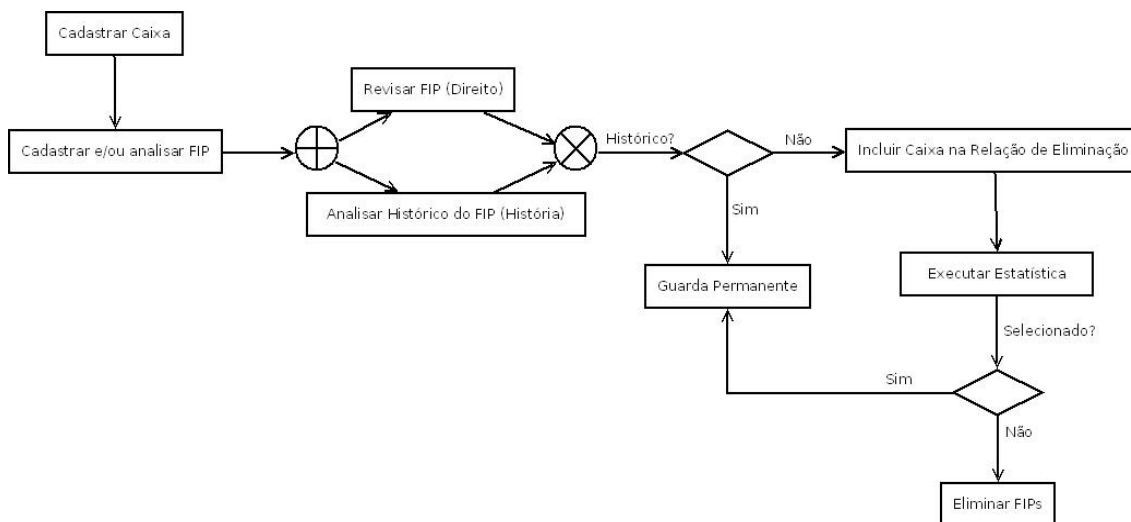 Cadastrar Caixa
Cadastrar e/ou analisar FIP
Revisar FIP (Direito)
Analisar Histórico do FIP (História)
Histórico?
Não
Incluir Caixa na Relação de Eliminação
Sim
Guarda Permanente
Executar Estatística
Selecionado?
Sim
Não
Eliminar FIPs